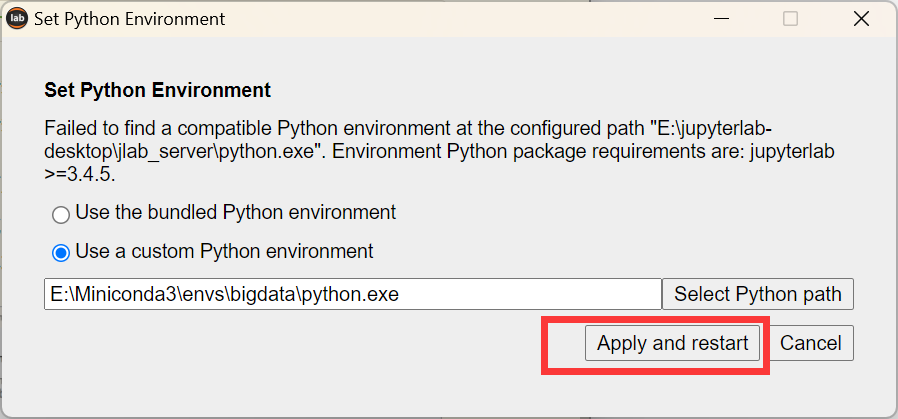 lab Set Python Environment
Set Python Environment
Failed to find a compatible Python environment at the configured path "E:\jupyterlab-
desktop\jlab_server\python.exe". Environment Python package requirements are: jupyterlab
>=3.4.5.
Use the bundled Python environment
Use a custom Python environment
E:\Miniconda3\envs\bigdata\python.exe Select Python path
Apply and restart Cancel